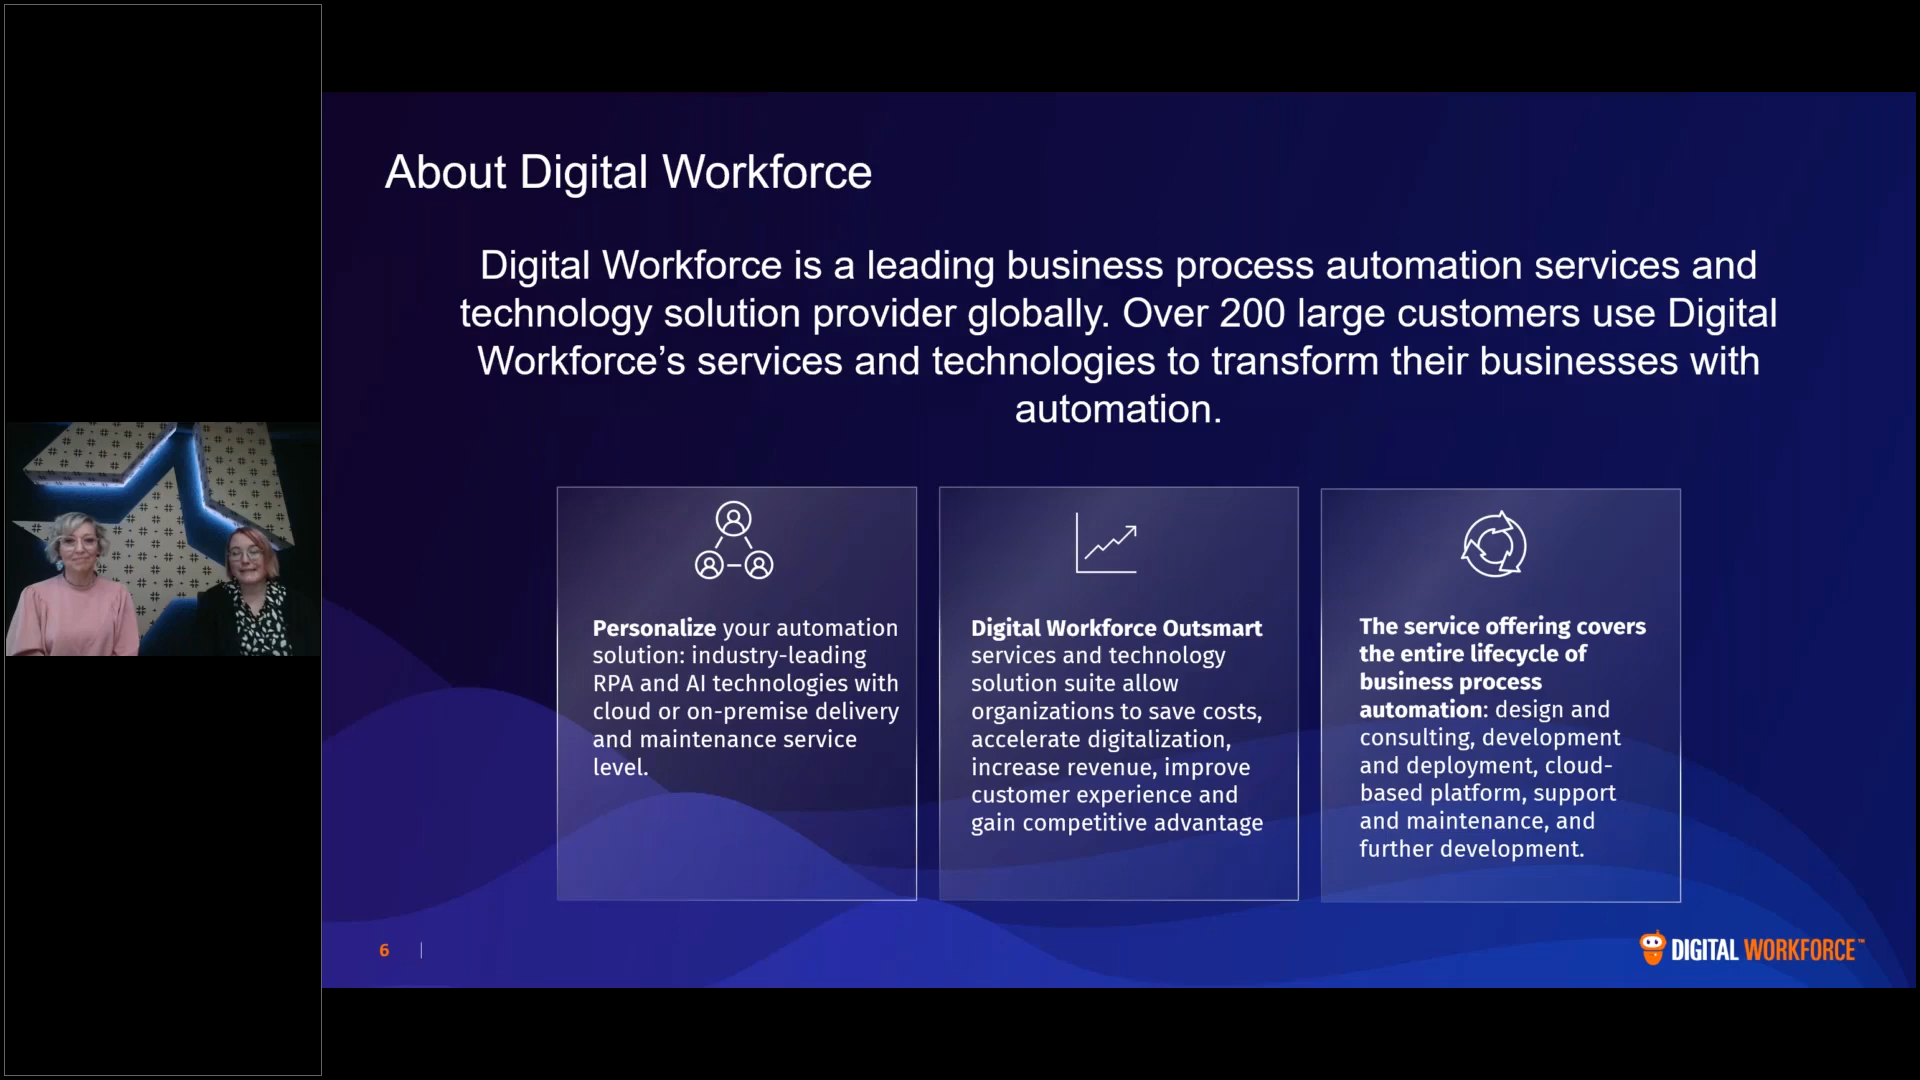 About Digital Workforce
Digital Workforce is a leading business process automation services and
technology solution provider globally. Over 200 large customers use Digital
Workforce’s services and technologies to transform their businesses with
automation.
Personalize your automation
solution: industry-leading
RPA and AI technologies with
cloud or on-premise delivery
and maintenance service
level.
Digital Workforce Outsmart
services and technology
solution suite allow
organizations to save costs,
accelerate digitalization,
increase revenue, improve
customer experience and
gain competitive advantage
The service offering covers
the entire lifecycle of
business process
automation: design and
consulting, development
and deployment, cloud-
based platform, support
and maintenance, and
further development.
6
DIGITAL WORKFORCE™